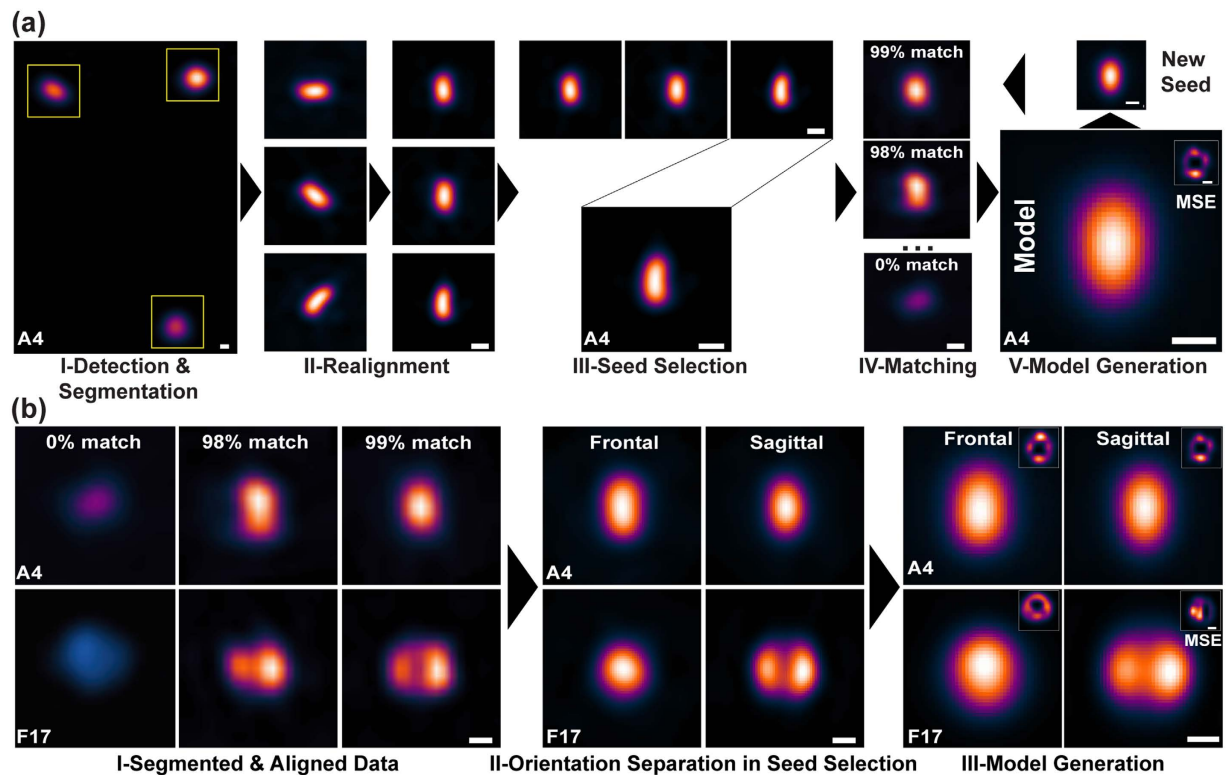 (a)
A4
I-Detection &
Segmentation
II-Realignment
A4
III-Seed Selection
99% match
98% match
...
0% match
IV-Matching
New
Seed
MSE
Model
A4
V-Model Generation
(b)
0% match 98% match 99% match
A4
F17
I-Segmented & Aligned Data
Frontal Sagittal
II-Orientation Separation in Seed Selection
Frontal Sagittal
A4
MSE
F17
III-Model Generation